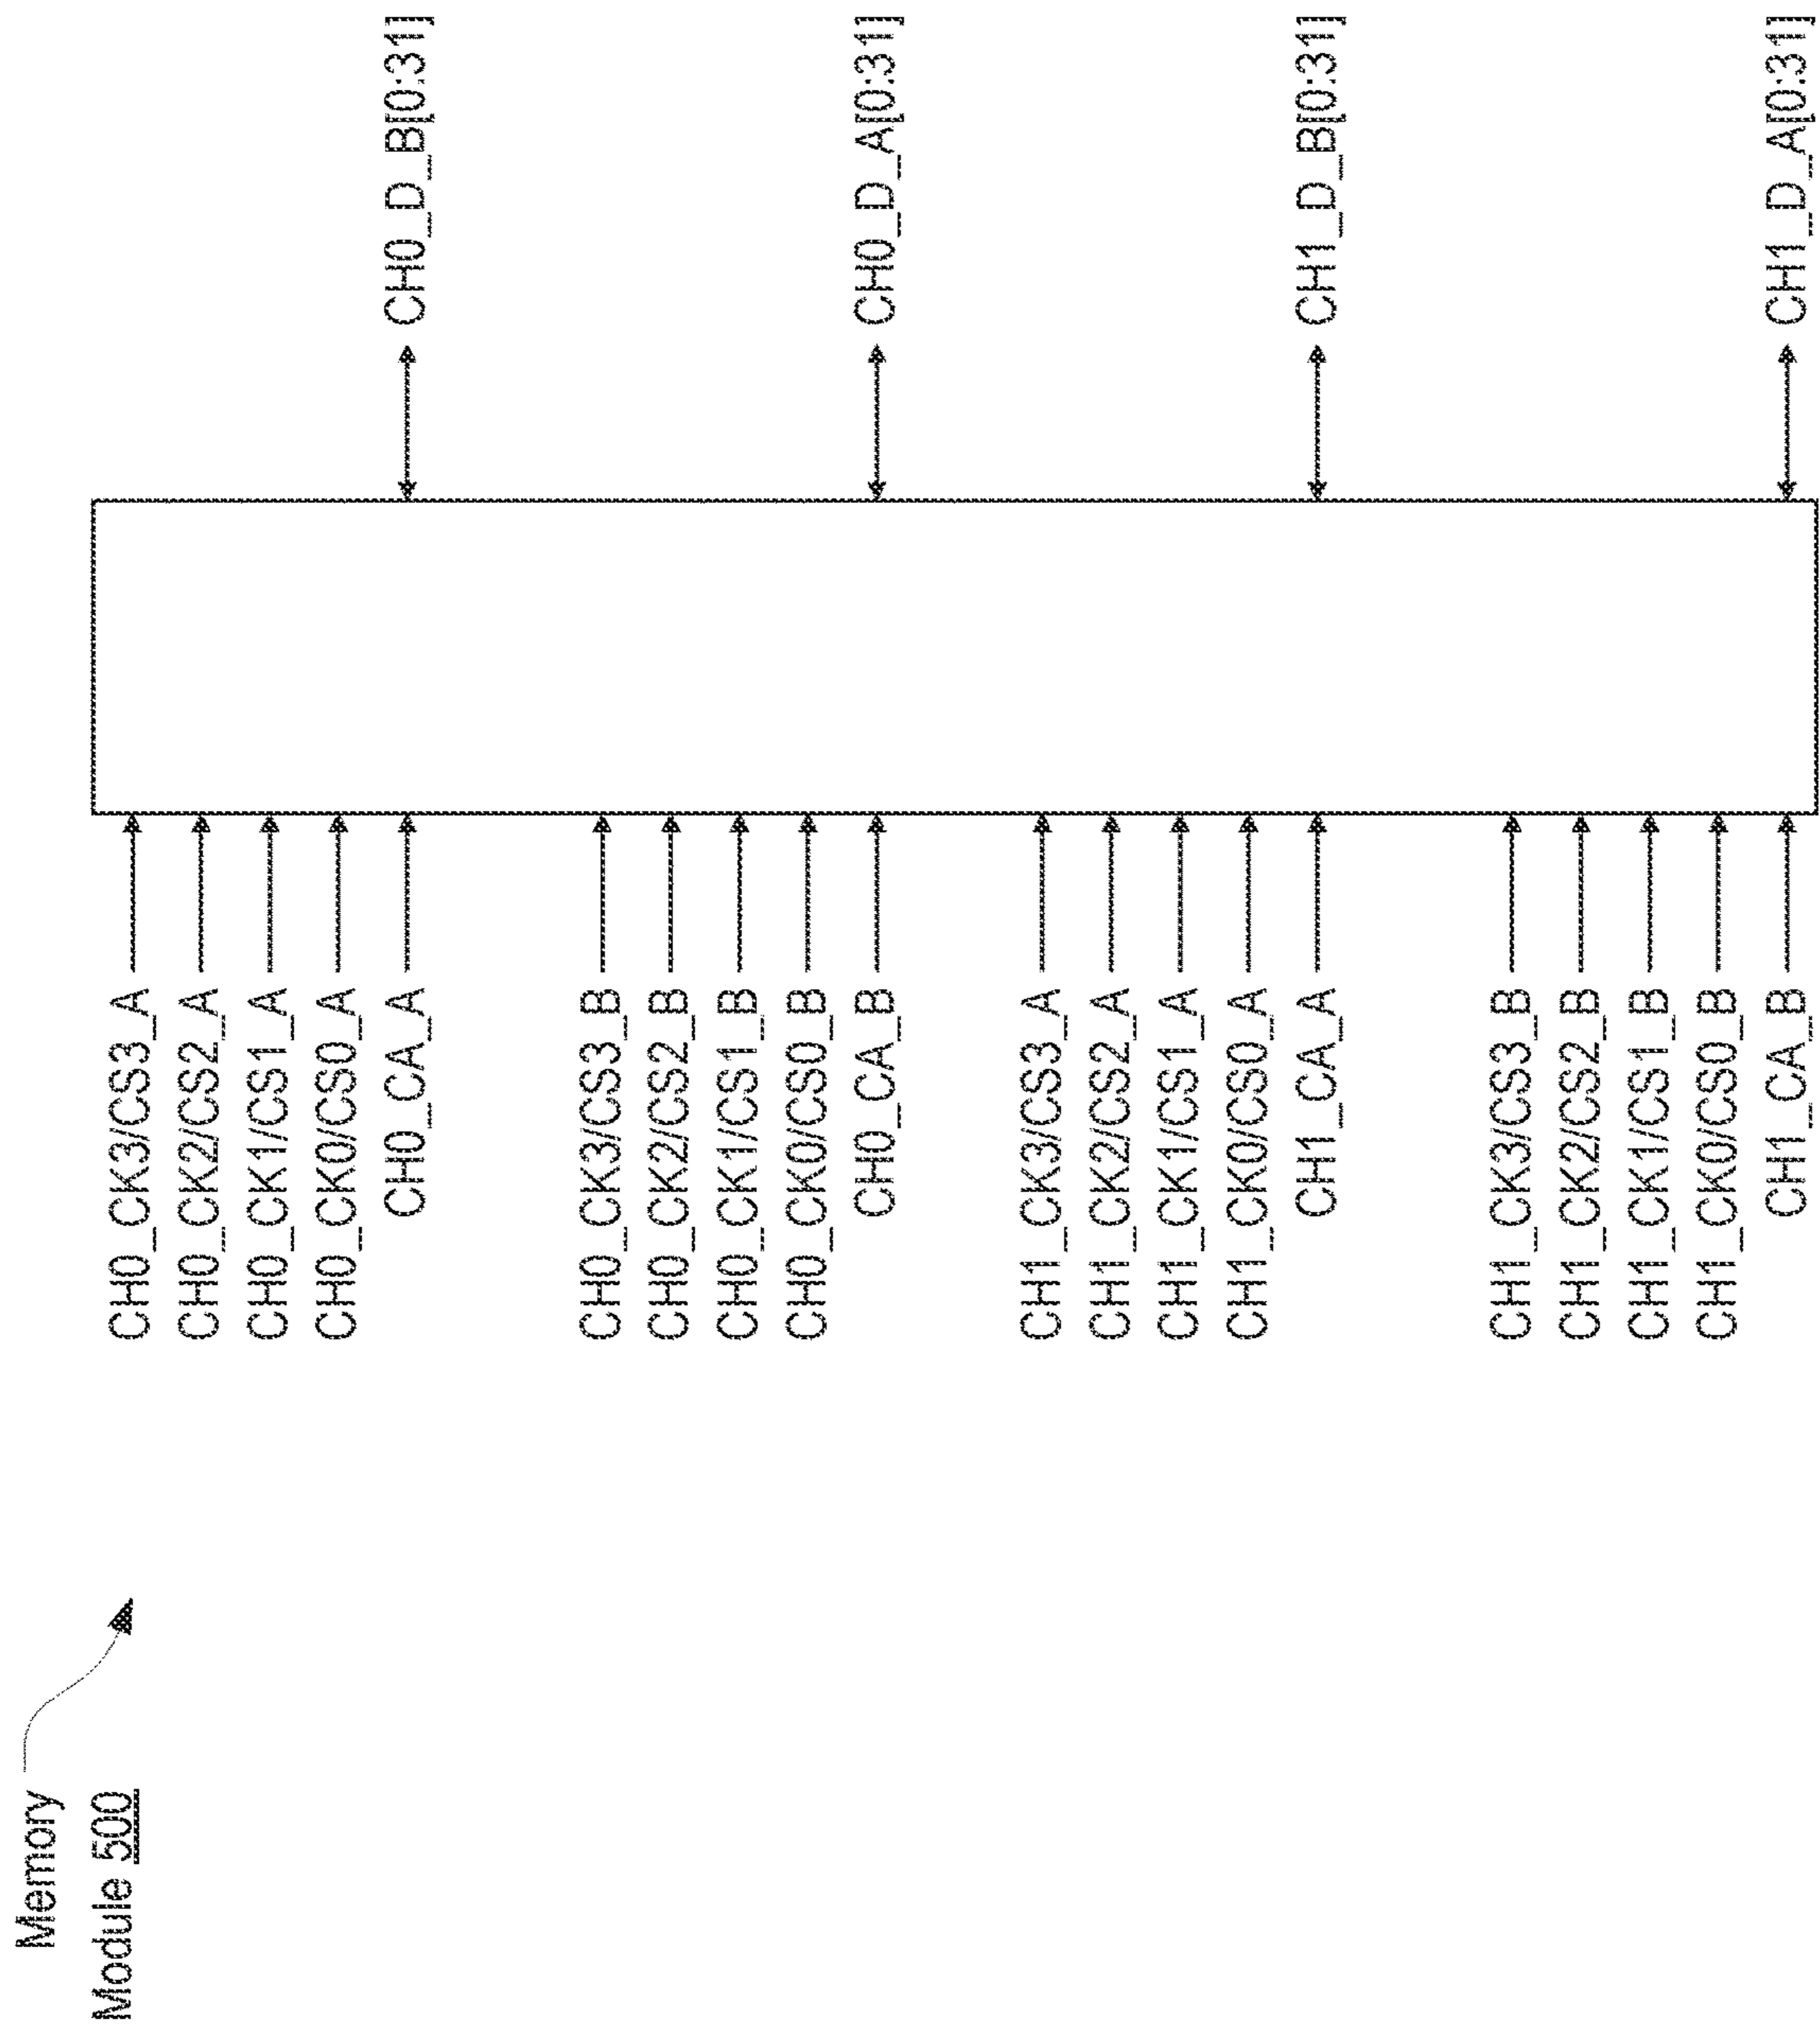 Memory
Module 500
CH0_CK3/CS3_A
CH0_CK2/CS2_A
CH0_CK1/CS1_A
CH0_CK0/CS0_A
CH0_CA_A
CH0_CK3/CS3_B
CH0_CK2/CS2_B
CH0_CK1/CS1_B
CH0_CK0/CS0_B
CH0_CA_B
CH1_CK3/CS3_A
CH1_CK2/CS2_A
CH1_CK1/CS1_A
CH1_CK0/CS0_A
CH1_CA_A
CH1_CK3/CS3_B
CH1_CK2/CS2_B
CH1_CK1/CS1_B
CH1_CK0/CS0_B
CH1_CA_B
CH0_D_B[0:31]
CH0_D_A[0:31]
CH1_D_B[0:31]
CH1_D_A[0:31]